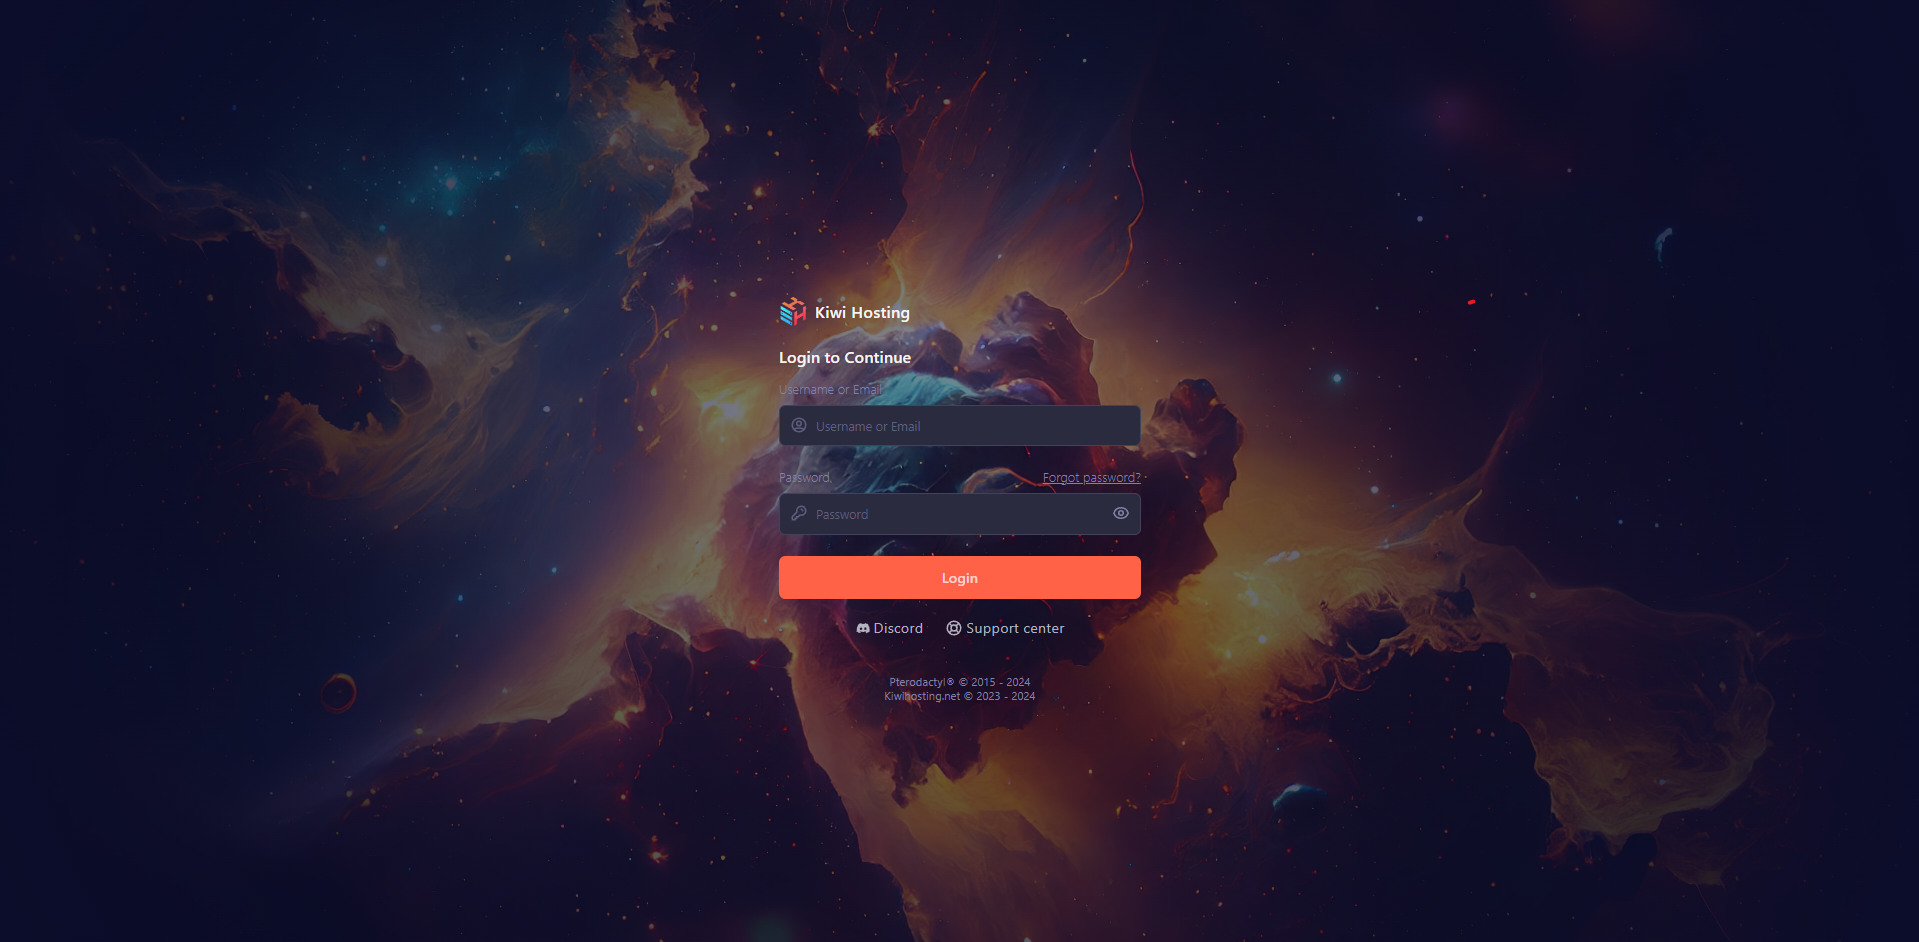 Kiwi Hosting
Login to Continue
Username or Email
Username or Email
Password
Forgot password?
Password
Login
Discord
Support center
Pterodactyl® © 2015 - 2024
Kiwihosting.net © 2023 - 2024